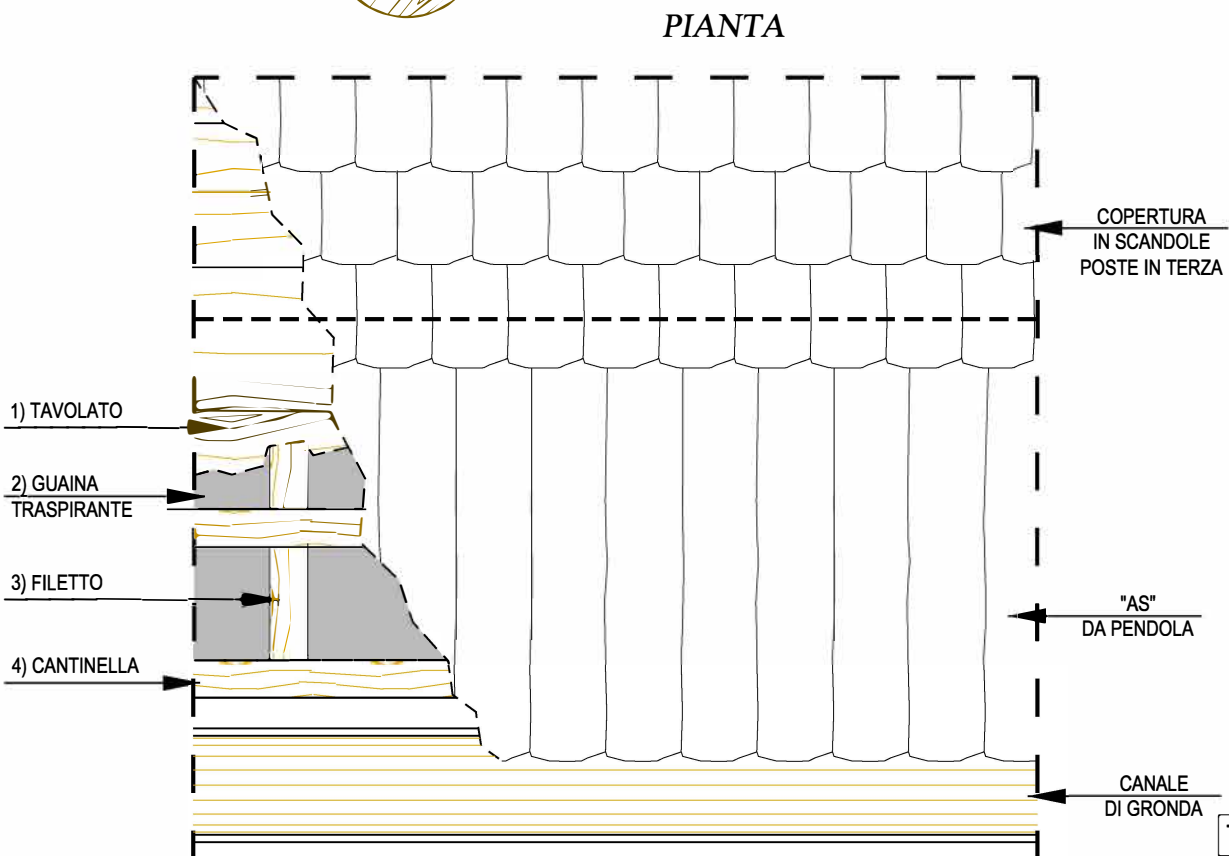 PIANTA
COPERTURA
IN SCANDOLE
POSTE IN TERZA
1) TAVOLATO
2) GUAINA
TRASPIRANTE
3) FILETTO
"AS"
DA PENDOLA
4) CANTINELLA
CANALE
DI GRONDA